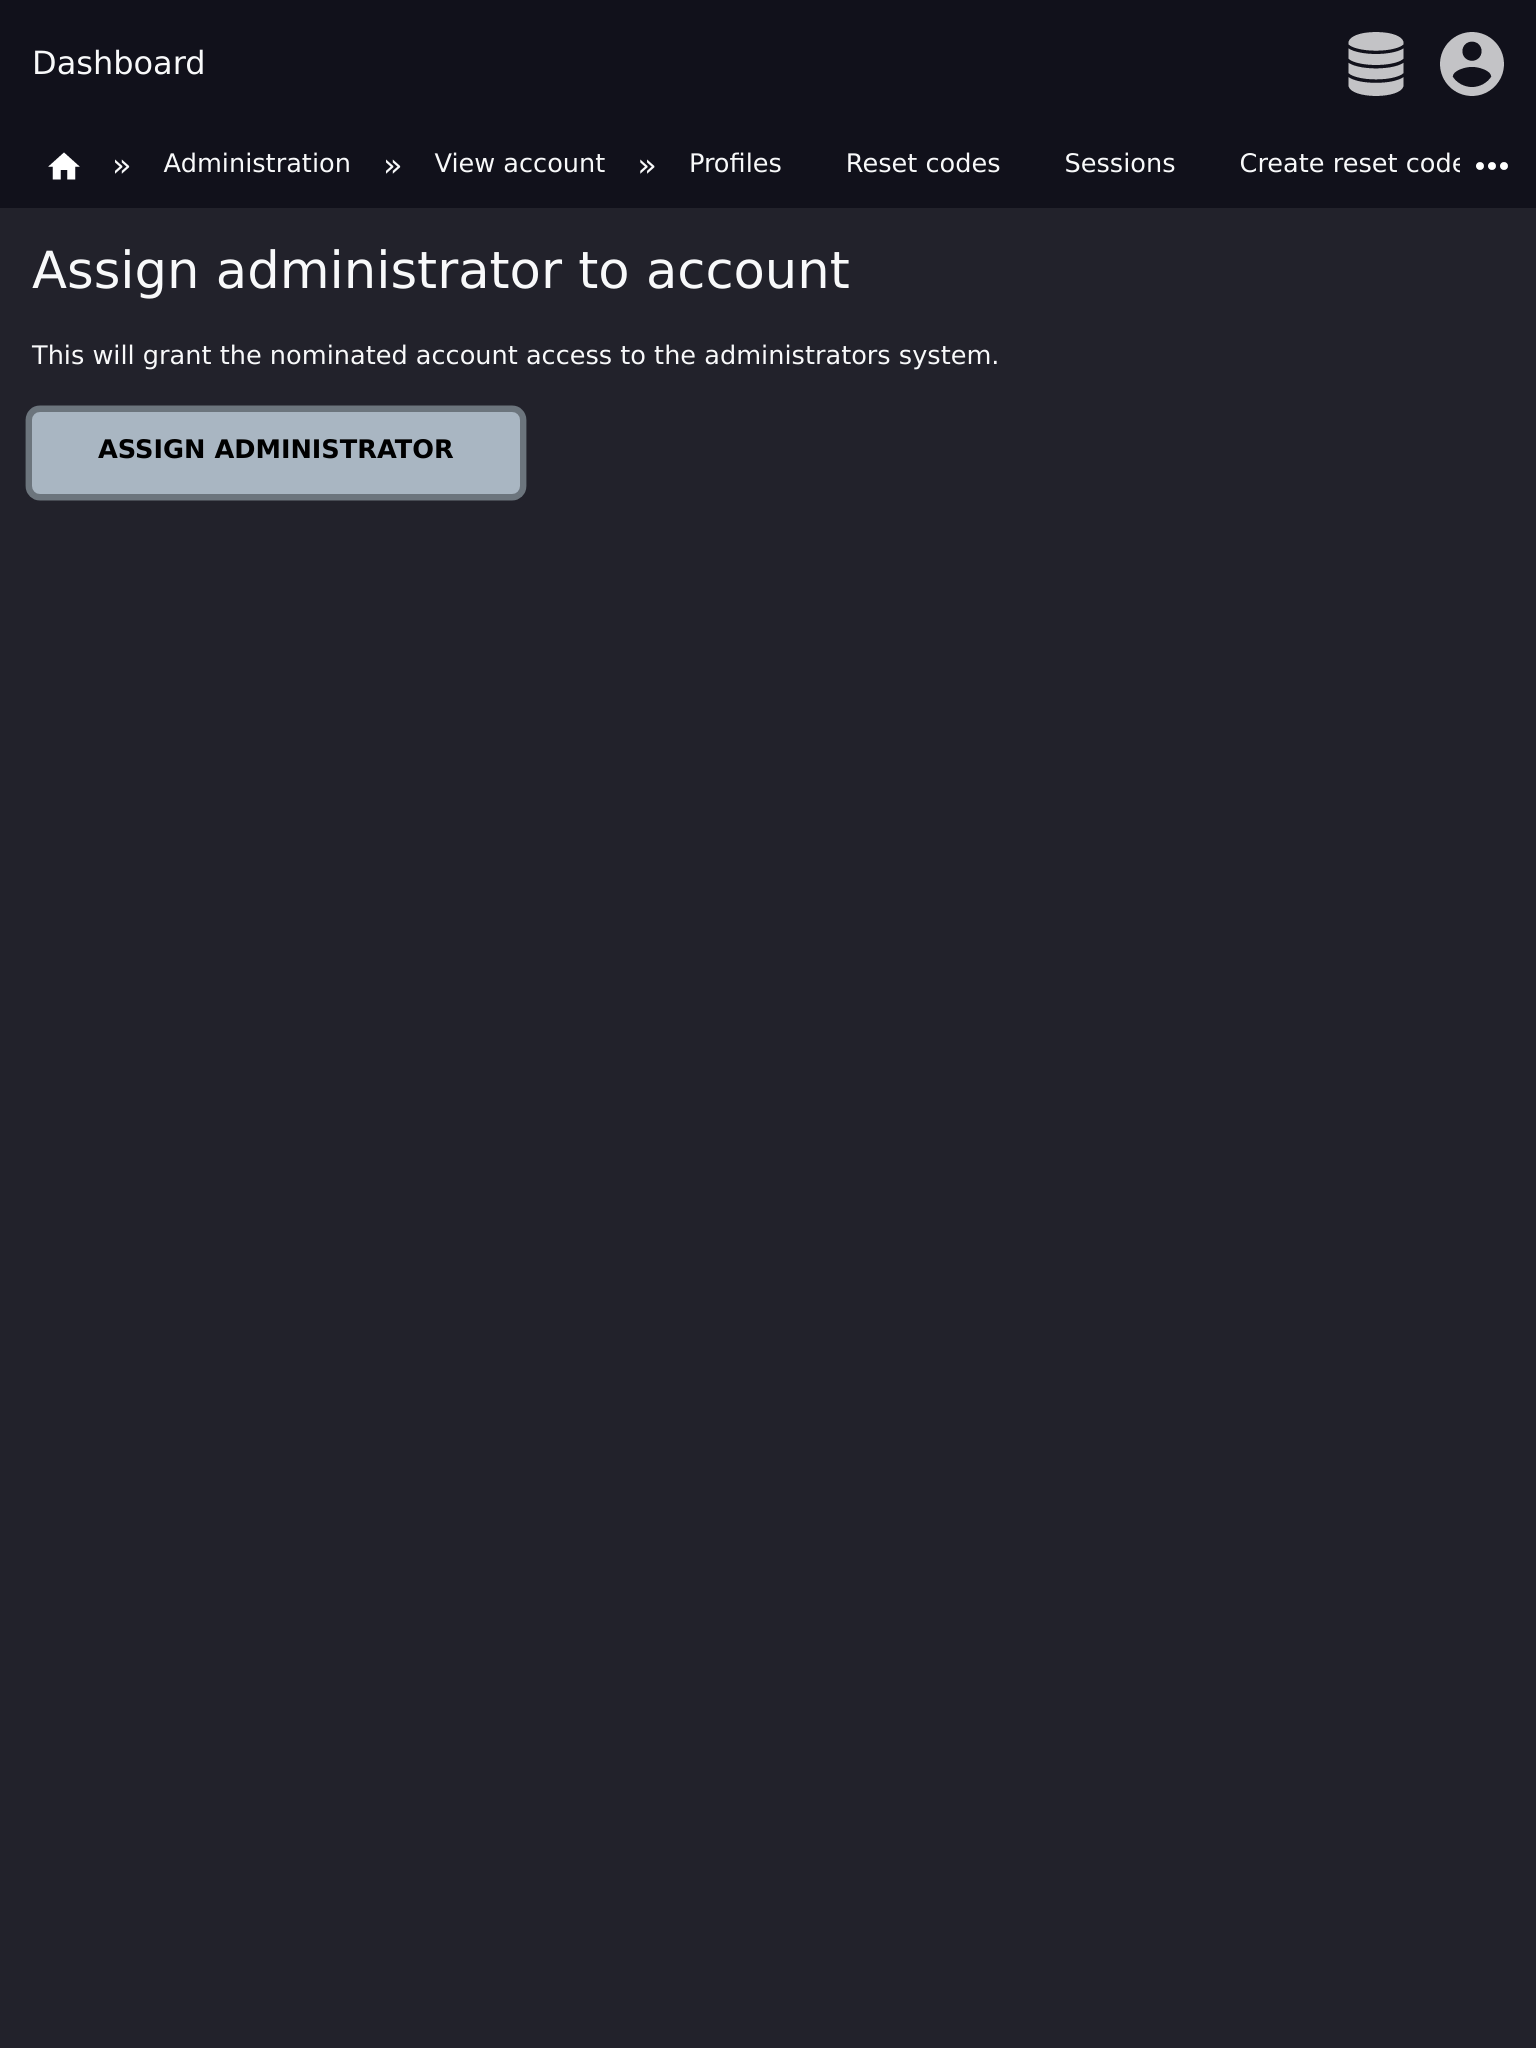 Dashboard
» Administration » View account » Profiles Reset codes Sessions Create reset code
Assign administrator to account
This will grant the nominated account access to the administrators system.
ASSIGN ADMINISTRATOR